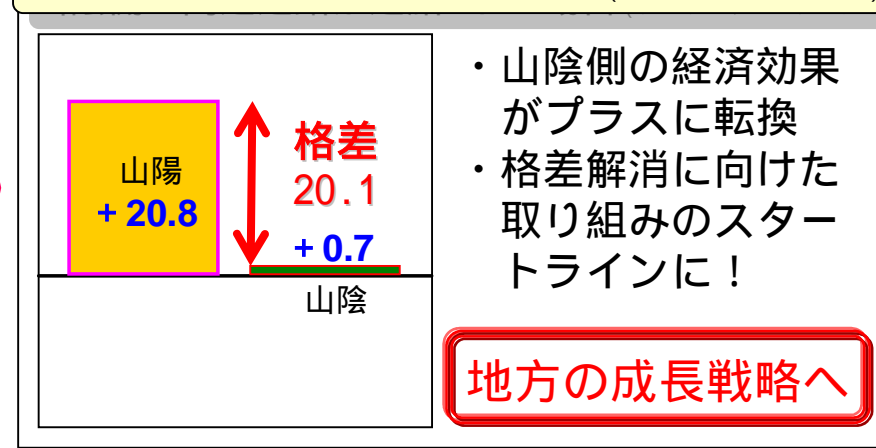 山陽
+ 20.8
格差
20.1
+ 0.7
山陰
・山陰側の経済効果
がプラスに転換
・格差解消に向けた
取り組みのスター
トラインに！
地方の成長戦略へ